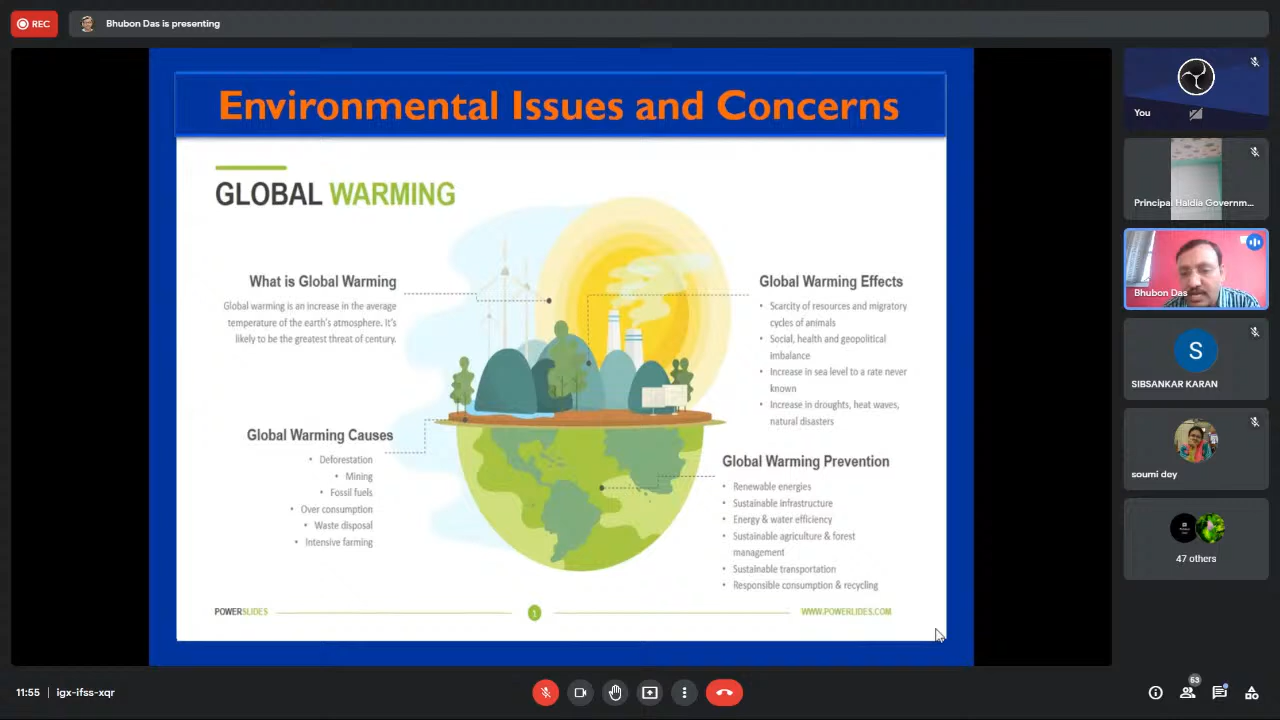 REC
Bhubon Das is presenting
Environmental Issues and Concerns
GLOBAL WARMING
What is Global Warming
Global warming is an increase in the average
temperature of the earth's atmosphere. It's
likely to be the greatest threat of century.
Global Warming Causes
• Deforestation
• Mining
• Fossil fuels
• Over consumption
• Waste disposal
• Intensive farming
Global Warming Effects
• Scarcity of resources and migratory
cycles of animals
• Social, health and geopolitical
imbalance
• Increase in sea level to a rate never
known
• Increase in droughts, heat waves,
natural disasters
Global Warming Prevention
• Renewable energies
• Sustainable infrastructure
• Energy & water efficiency
• Sustainable agriculture & forest
management
• Sustainable transportation
• Responsible consumption & recycling
POWERSLIDES
1
WWW.POWERLIDES.COM
You
Principal Haldia Governm...
Bhubon Das
S
SIBSANKAR KARAN
soumi dey
47 others
11:55 | igx-ifss-xqr
53